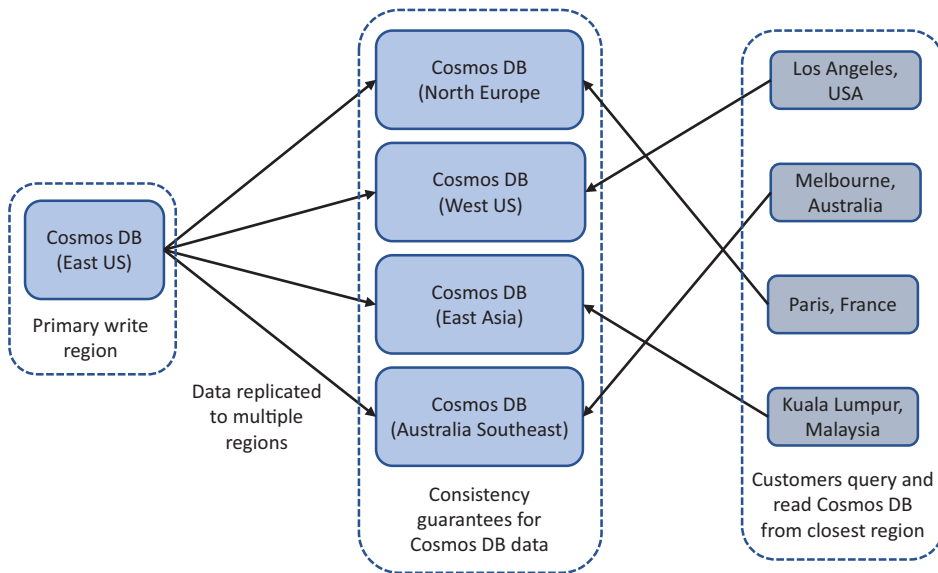 Cosmos DB
(East US)
Primary write
region
Data replicated
to multiple
regions
Cosmos DB
(North Europe
Cosmos DB
(West US)
Cosmos DB
(East Asia)
Cosmos DB
(Australia Southeast)
Consistency
guarantees for
Cosmos DB data
Los Angeles,
USA
Melbourne,
Australia
Paris, France
Kuala Lumpur,
Malaysia
Customers query and
read Cosmos DB
from closest region